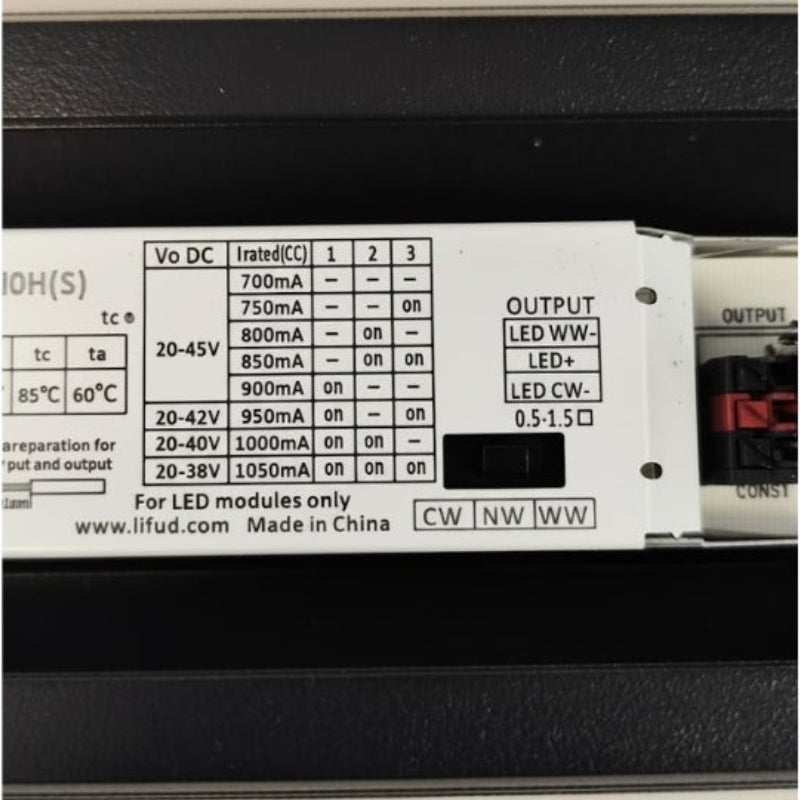 Vo DC Irated(CC) 1 2 3
700mA – – –
20-45V 750mA – – on
800mA – on –
850mA – on on
900mA on – –
20-42V 950mA on – on
20-40V 1000mA on on –
20-38V 1050mA on on on
0H(S)
tc
tc ta
85°C 60°C
areparation for
put and output
For LED modules only
www.lifud.com Made in China
OUTPUT
LED WW-
LED+
LED CW-
0.5-1.5□
CW NW WW
OUTPUT
CONST